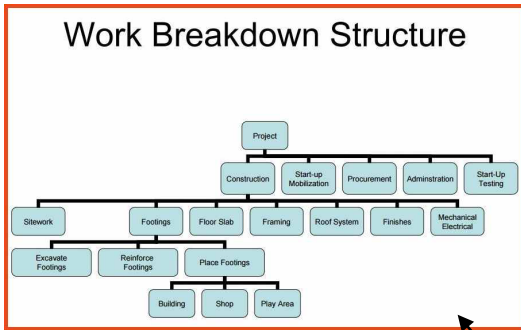 Work Breakdown Structure
Project
Construction
Start-up
Mobilization
Procurement
Adminstration
Start-Up
Testing
Sitework
Footings
Floor Slab
Framing
Roof System
Finishes
Mechanical
Electrical
Excavate
Footings
Reinforce
Footings
Place Footings
Building
Shop
Play Area